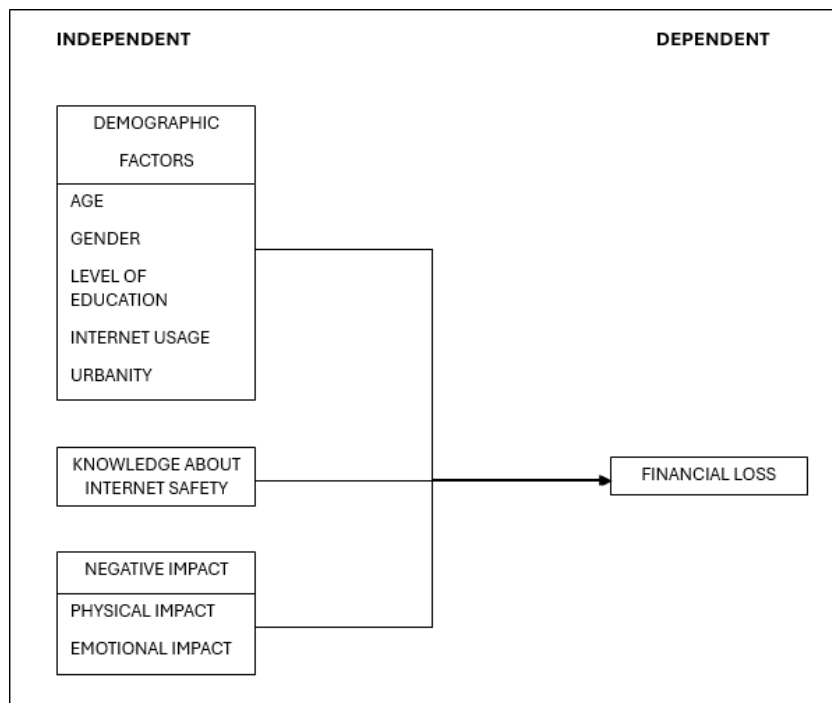 INDEPENDENT
DEPENDENT
DEMOGRAPHIC
FACTORS
AGE
GENDER
LEVEL OF
EDUCATION
INTERNET USAGE
URBANITY
KNOWLEDGE ABOUT
INTERNET SAFETY
FINANCIAL LOSS
NEGATIVE IMPACT
PHYSICAL IMPACT
EMOTIONAL IMPACT